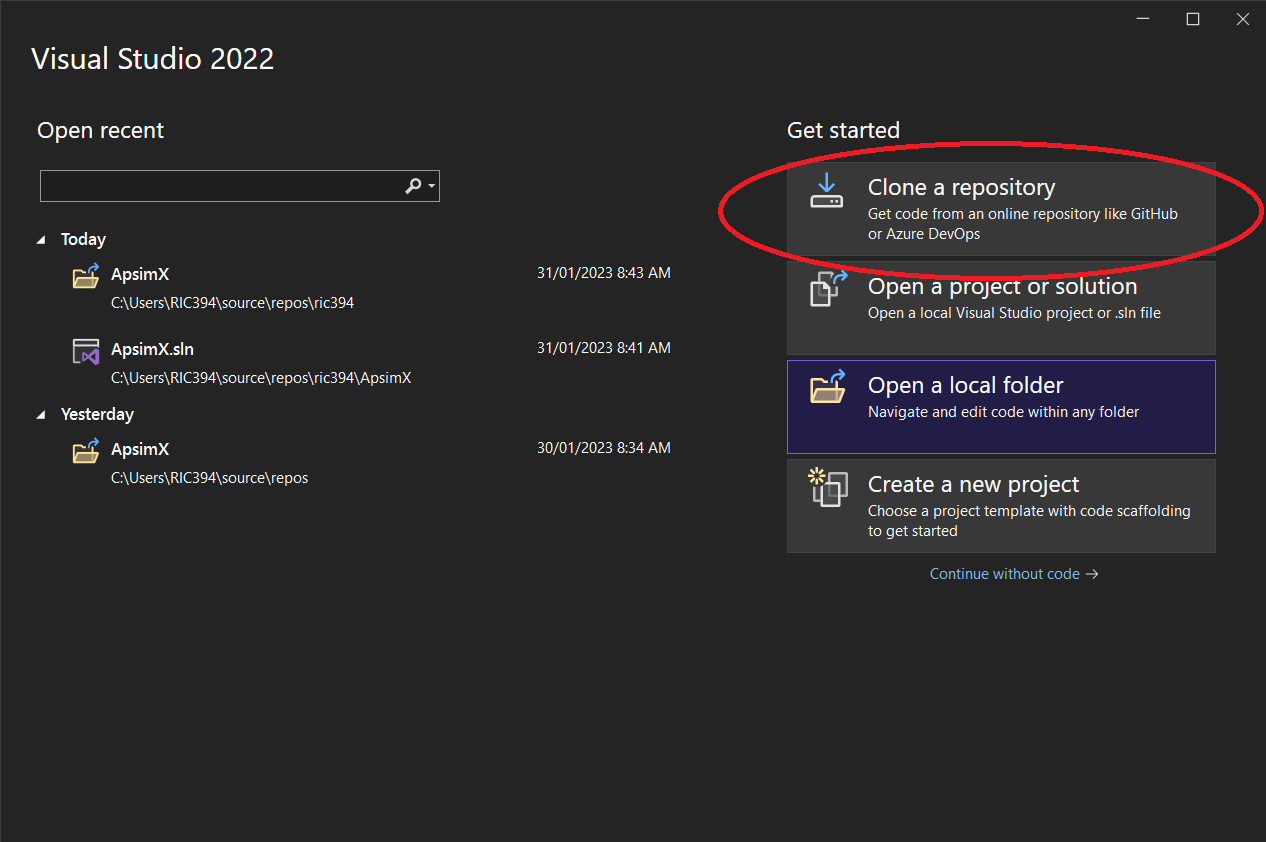 Visual Studio 2022
Open recent
Today
ApsimX
31/01/2023 8:43 AM
C:\Users\RIC394\source\repos\ric394
ApsimX.sln
31/01/2023 8:41 AM
C:\Users\RIC394\source\repos\ric394\ApsimX
Yesterday
ApsimX
30/01/2023 8:34 AM
C:\Users\RIC394\source\repos
Get started
Clone a repository
Get code from an online repository like GitHub
or Azure DevOps
Open a project or solution
Open a local Visual Studio project or .sln file
Open a local folder
Navigate and edit code within any folder
Create a new project
Choose a project template with code scaffolding
to get started
Continue without code →